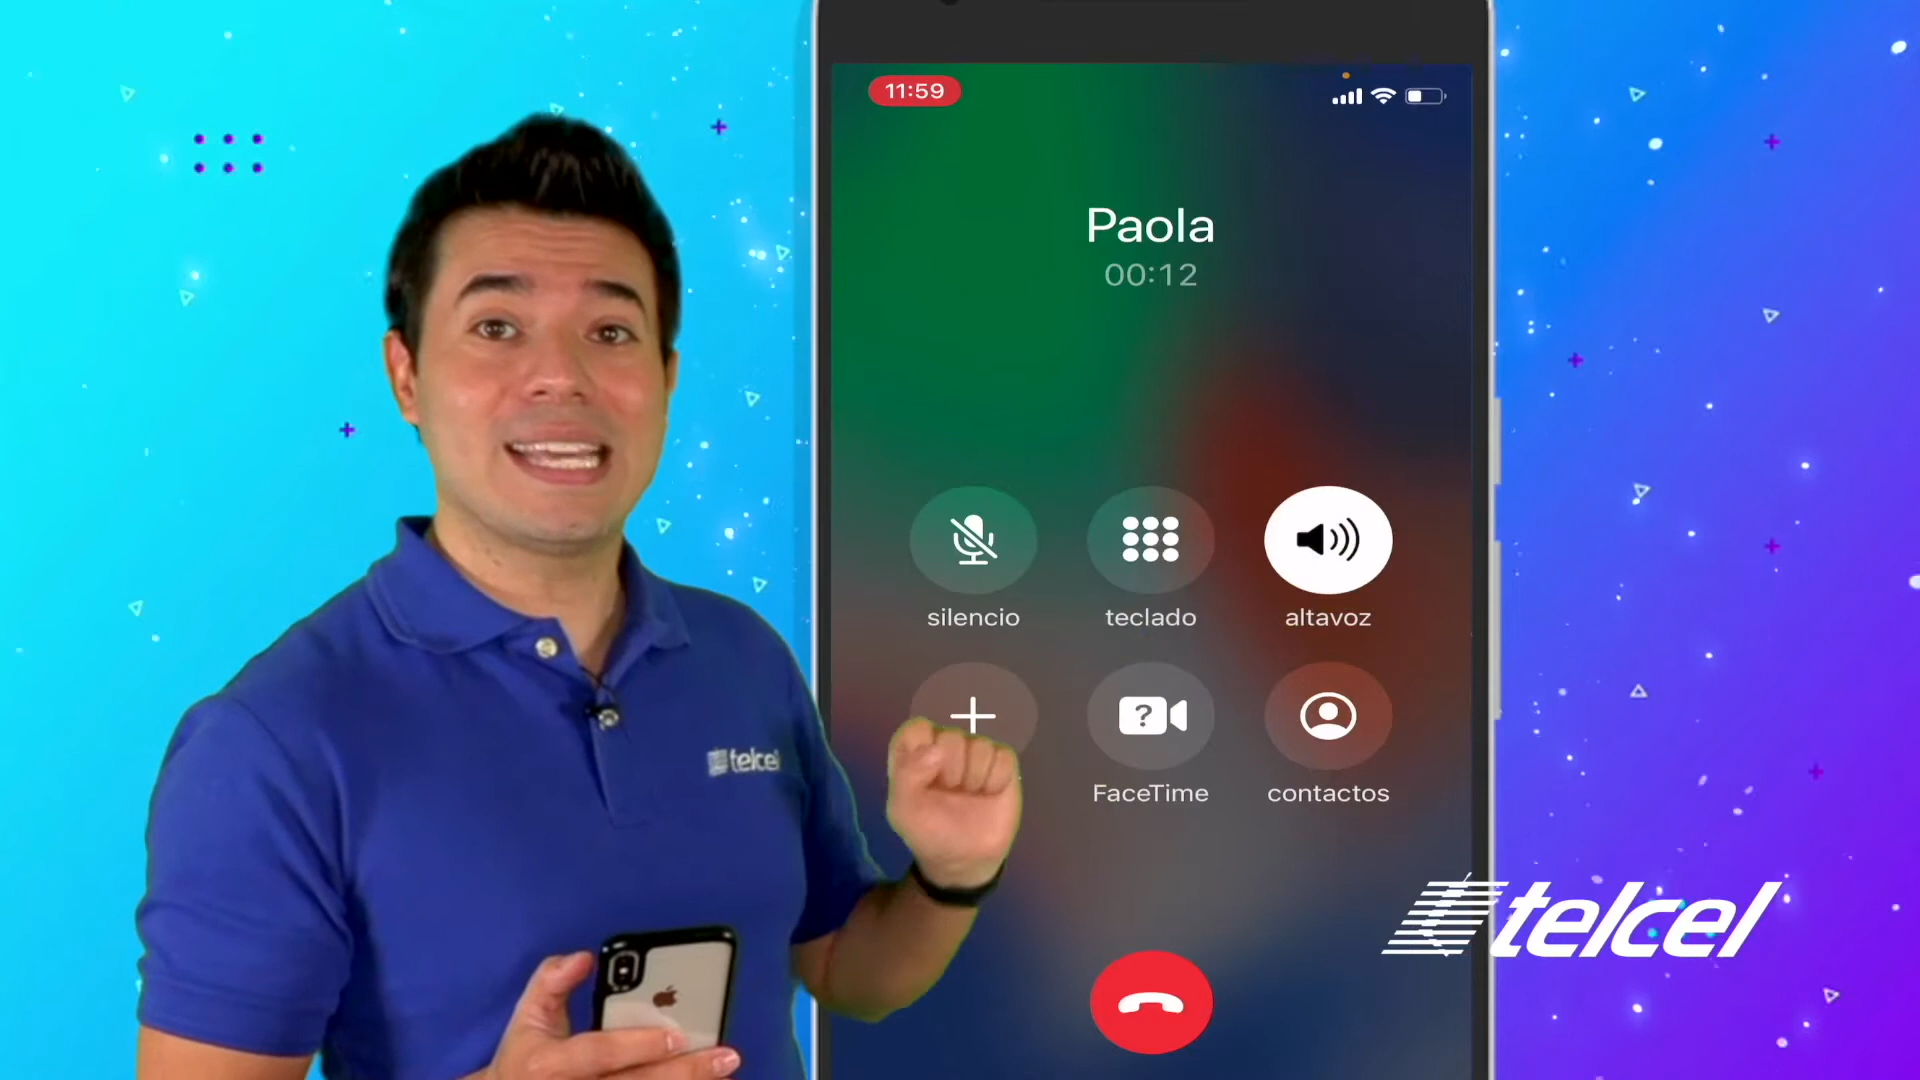 11:59
Paola
00:12
silencio
teclado
altavoz
?
FaceTime
contactos
telcel
telcel